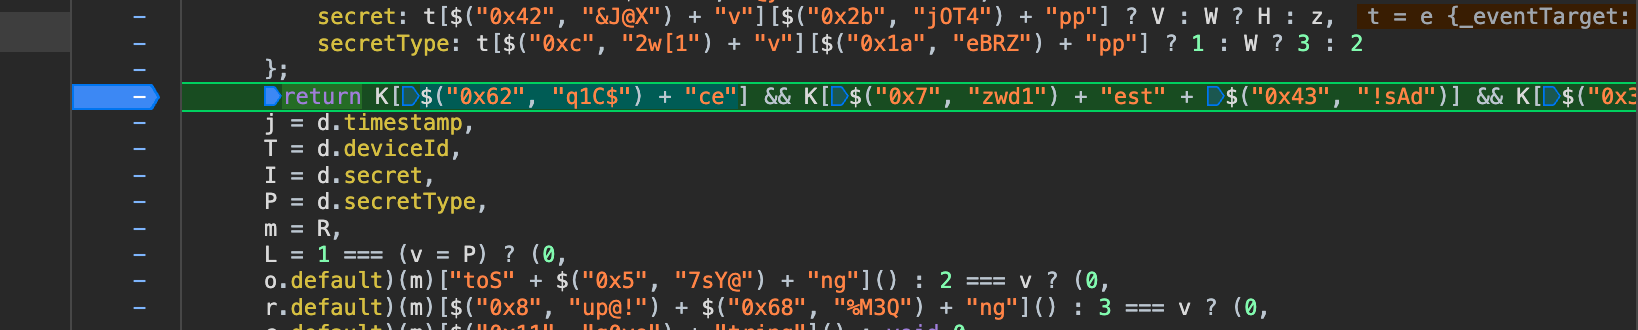 secret: t[$("0x42", "&J@X") + "v"][$("0x2b", "jOT4") + "pp"] ? V : W ? H : z, t = e {_eventTarget:
secretType: t[$("0xc", "2w[1") + "v"][$("0x1a", "eBRZ") + "pp"] ? 1 : W ? 3 : 2
};
return K[$("0x62", "q1C$") + "ce"] && K[$("0x7", "zwd1") + "est" + $("0x43", "!sAd")] && K[$("0x3
j = d.timestamp,
T = d.deviceId,
I = d.secret,
P = d.secretType,
m = R,
L = 1 === (v = P) ? (0,
o.default)(m)["toS" + $("0x5", "7sY@") + "ng"]() : 2 === v ? (0,
r.default)(m)[$("0x8", "up@!") + $("0x68", "%M3Q") + "ng"]() : 3 === v ? (0,